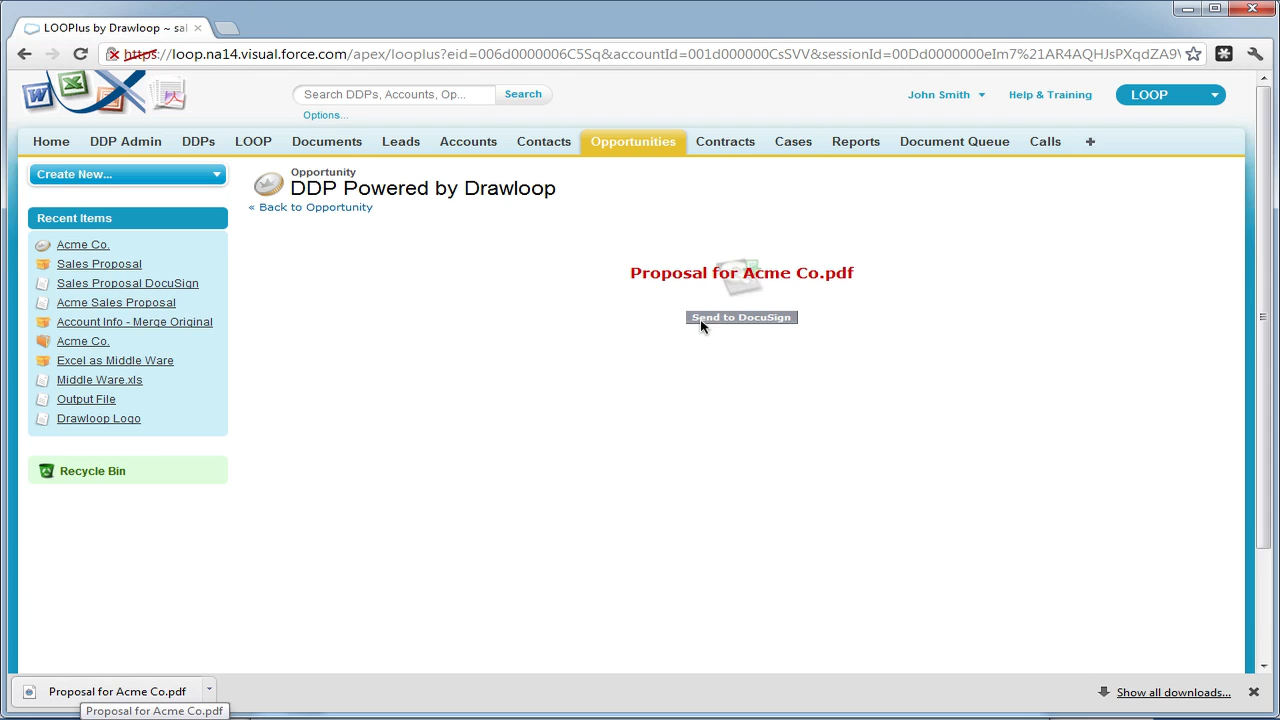 LOOPlus by Drawloop ~ sal
https://loop.na14.visual.force.com/apex/looplus?eid=006d0000006C5Sq&accountId=001d000000CsSVV&sessionId=00Dd0000000eIm7%21AR4AQHJsPXqdZA9V
Search DDPs, Accounts, Op...
Search
Options...
John Smith
Help & Training
LOOP
Home
DDP Admin
DDPs
LOOP
Documents
Leads
Accounts
Contacts
Opportunities
Contracts
Cases
Reports
Document Queue
Calls
+
Create New...
Recent Items
Acme Co.
Sales Proposal
Sales Proposal DocuSign
Acme Sales Proposal
Account Info - Merge Original
Acme Co.
Excel as Middle Ware
Middle Ware.xls
Output File
Drawloop Logo
Recycle Bin
Opportunity
DDP Powered by Drawloop
« Back to Opportunity
Proposal for Acme Co.pdf
Send to DocuSign
Proposal for Acme Co.pdf
Proposal for Acme Co.pdf
Show all downloads...